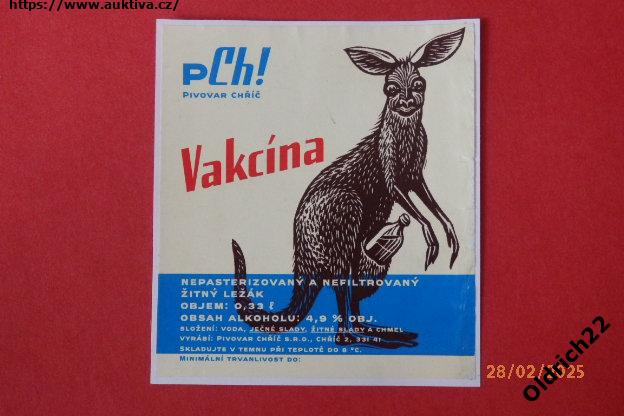 https://www.auktiva.cz/
pCh!
PIVOVAR CHŘÍČ
Vakcína
NEPASTERIZOVANÝ A NEFILTROVANÝ
ŽITNÝ LEŽÁK
OBJEM: 0,33 ℓ
OBSAH ALKOHOLU: 4,9 % OBJ.
SLOŽENÍ: VODA, JEČNÉ SLADY, ŽITNÉ SLADY A CHMEL
VYRÁBÍ: PIVOVAR CHŘÍČ S.R.O., CHŘÍČ 2, 331 41
SKLADUJTE V TEMNU PŘI TEPLOTĚ DO 8 °C.
MINIMÁLNÍ TRVANLIVOST DO:
28/02/2025
Oldrich22